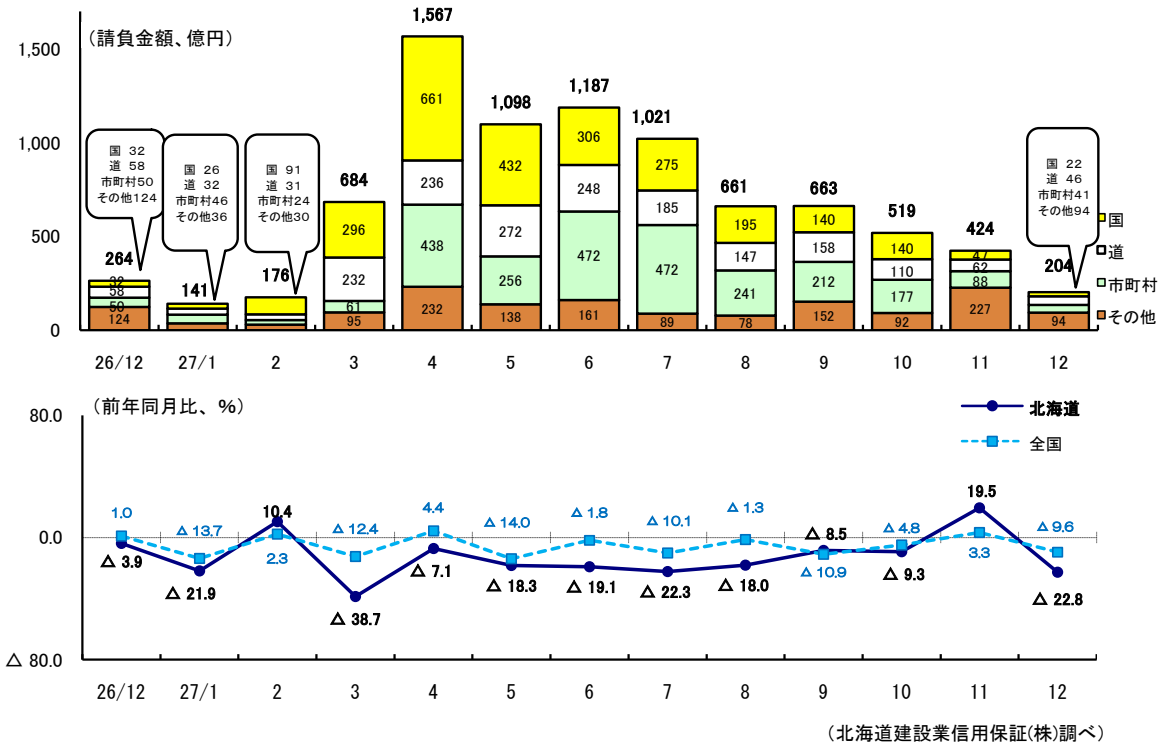 (請負金額、億円)
1,500
1,000
500
0
国 32
道 58
市町村50
その他124
国 26
道 32
市町村46
その他36
国 91
道 31
市町村24
その他30
国 22
道 46
市町村41
その他94
264 141 176 684 1,567 1,098 1,187 1,021 661 663 519 424 204
32 296 661 432 306 275 195 140 140 47
58 232 236 272 248 185 147 158 110 62
50 61 438 256 472 472 241 212 177 88
124 95 232 138 161 89 78 152 92 227 94
国
道
市町村
その他
26/12 27/1 2 3 4 5 6 7 8 9 10 11 12
(前年同月比、%)
北海道
全国
80.0
0.0
△ 80.0
1.0 △ 13.7 2.3 △ 12.4 4.4 △ 14.0 △ 1.8 △ 10.1 △ 1.3 △ 10.9 △ 4.8 3.3 △ 9.6
△ 3.9 △ 21.9 10.4 △ 38.7 △ 7.1 △ 18.3 △ 19.1 △ 22.3 △ 18.0 △ 8.5 △ 9.3 19.5 △ 22.8
26/12 27/1 2 3 4 5 6 7 8 9 10 11 12
(北海道建設業信用保証(株)調べ)